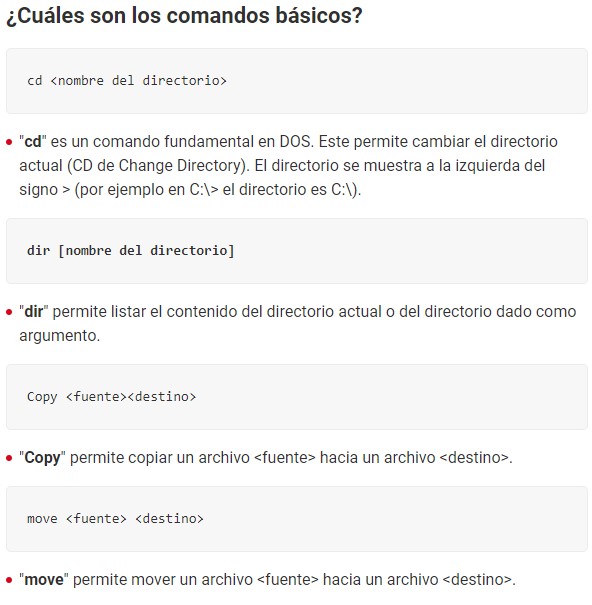 ¿Cuáles son los comandos básicos?
cd <nombre del directorio>
"cd" es un comando fundamental en DOS. Este permite cambiar el directorio
actual (CD de Change Directory). El directorio se muestra a la izquierda del
signo > (por ejemplo en C:\> el directorio es C:\).
dir [nombre del directorio]
"dir" permite listar el contenido del directorio actual o del directorio dado como
argumento.
Copy <fuente><destino>
"Copy" permite copiar un archivo <fuente> hacia un archivo <destino>.
move <fuente> <destino>
"move" permite mover un archivo <fuente> hacia un archivo <destino>.